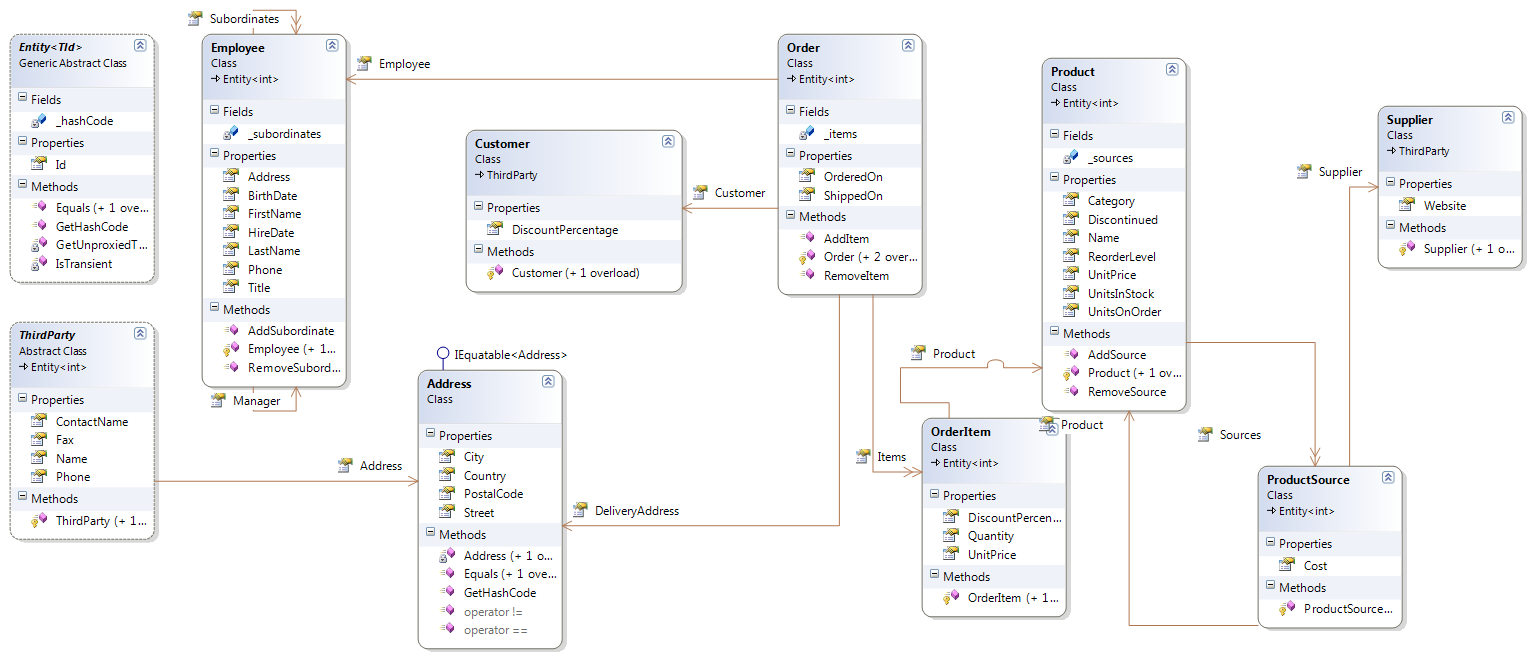 Entity<TId>
Generic Abstract Class
Fields
_hashCode
Properties
Id
Methods
Equals (+ 1 ove...
GetHashCode
GetUnproxiedT...
IsTransient
ThirdParty
Abstract Class
Entity<int>
Properties
ContactName
Fax
Name
Phone
Methods
ThirdParty (+ 1...
Subordinates
Employee
Class
Entity<int>
Fields
_subordinates
Properties
Address
BirthDate
FirstName
HireDate
LastName
Phone
Title
Methods
AddSubordinate
Employee (+ 1...
RemoveSubord...
Manager
Employee
Address
Customer
Class
ThirdParty
Properties
DiscountPercentage
Methods
Customer (+ 1 overload)
Customer
IEquatable<Address>
Address
Class
Properties
City
Country
PostalCode
Street
Methods
Address (+ 1 o...
Equals (+ 1 ove...
GetHashCode
operator !=
operator ==
DeliveryAddress
Order
Class
Entity<int>
Fields
_items
Properties
OrderedOn
ShippedOn
Methods
AddItem
Order (+ 2 over...
RemoveItem
Product
Items
OrderItem
Class
Entity<int>
Properties
DiscountPercen...
Quantity
UnitPrice
Methods
OrderItem (+ 1...
Product
Class
Entity<int>
Fields
_sources
Properties
Category
Discontinued
Name
ReorderLevel
UnitPrice
UnitsInStock
UnitsOnOrder
Methods
AddSource
Product (+ 1 ov...
RemoveSource
Product
Sources
Supplier
Supplier
Class
ThirdParty
Properties
Website
Methods
Supplier (+ 1 o...
ProductSource
Class
Entity<int>
Properties
Cost
Methods
ProductSource...